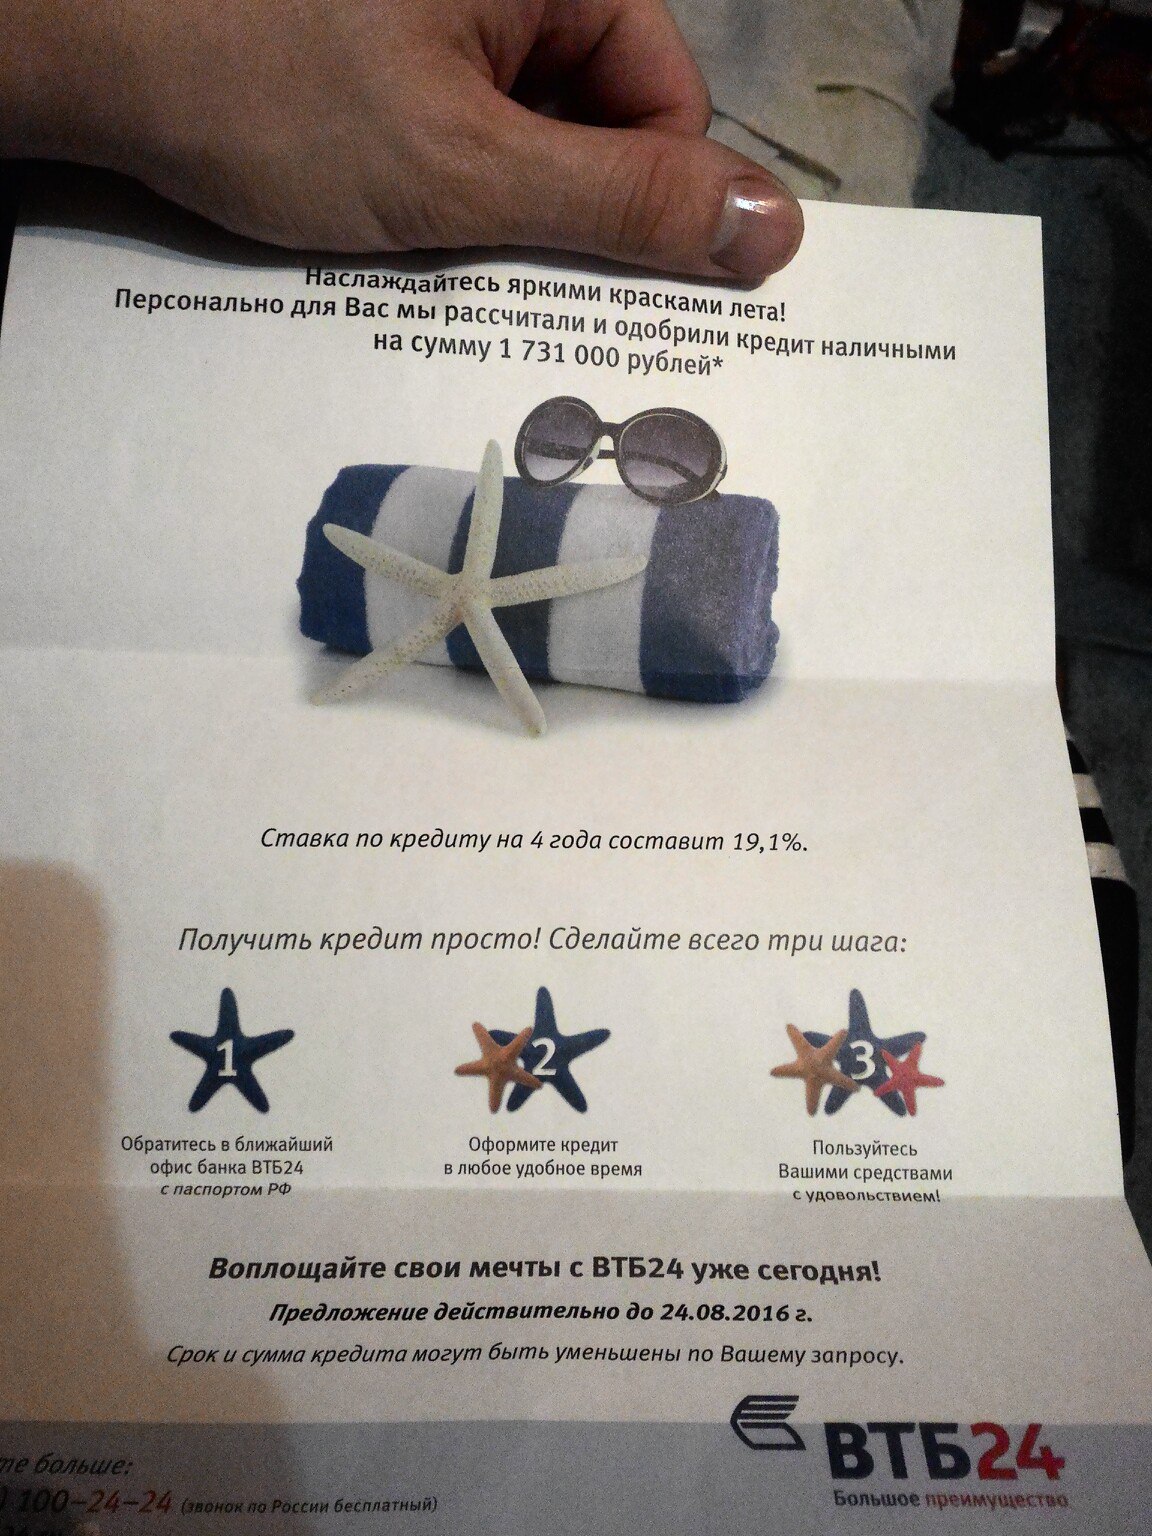 Наслаждайтесь яркими красками лета!
Персонально для Вас мы рассчитали и одобрили кредит наличными
на сумму 1 731 000 рублей*
Ставка по кредиту на 4 года составит 19,1%.
Получить кредит просто! Сделайте всего три шага:
1
2
3
Обратитесь в ближайший
офис банка ВТБ24
с паспортом РФ
Оформите кредит
в любое удобное время
Пользуйтесь
Вашими средствами
с удовольствием!
Воплощайте свои мечты с ВТБ24 уже сегодня!
Предложение действительно до 24.08.2016 г.
Срок и сумма кредита могут быть уменьшены по Вашему запросу.
больше:
) 100-24-24 (звонок по России бесплатный)
ВТБ24
Большое преимущество